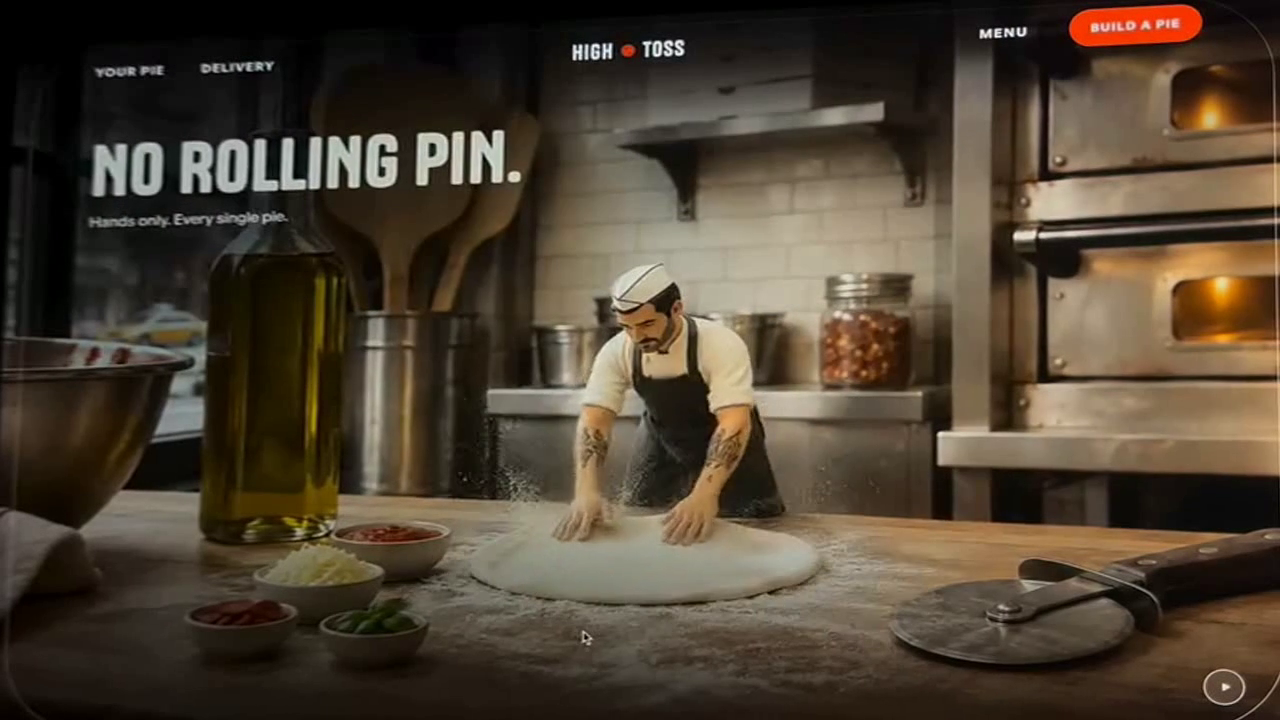 YOUR PIE
DELIVERY
HIGH TOSS
MENU
BUILD A PIE
NO ROLLING PIN.
Hands only. Every single pie.